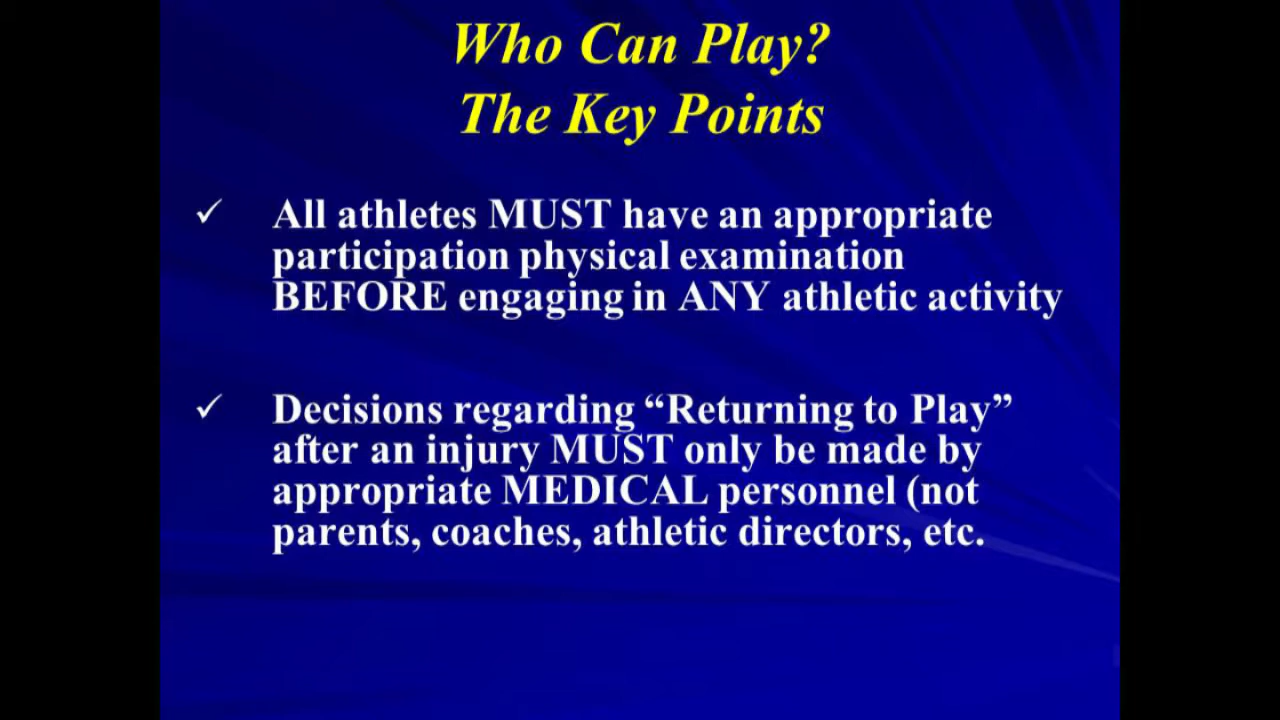 Who Can Play?
The Key Points
✓ All athletes MUST have an appropriate
participation physical examination
BEFORE engaging in ANY athletic activity
✓ Decisions regarding “Returning to Play”
after an injury MUST only be made by
appropriate MEDICAL personnel (not
parents, coaches, athletic directors, etc.